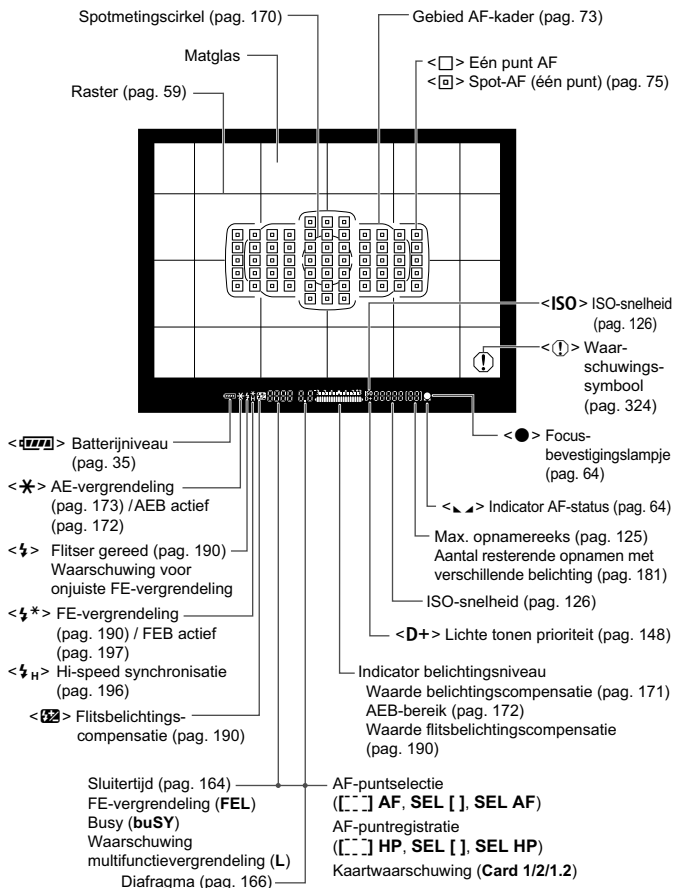 Spotmetingscirkel (pag. 170)
Gebied AF-kader (pag. 73)
Matglas
Raster (pag. 59)
<□> Eén punt AF
<▣> Spot-AF (één punt) (pag. 75)
<ISO> ISO-snelheid
(pag. 126)
<!> Waar-
schuwings-
symbool
(pag. 324)
<●> Focus-
bevestigingslampje
(pag. 64)
<◣ ◢> Indicator AF-status (pag. 64)
Max. opnamereeks (pag. 125)
Aantal resterende opnamen met
verschillende belichting (pag. 181)
ISO-snelheid (pag. 126)
<D+> Lichte tonen prioriteit (pag. 148)
Indicator belichtingsniveau
Waarde belichtingscompensatie (pag. 171)
AEB-bereik (pag. 172)
Waarde flitsbelichtingscompensatie
(pag. 190)
Batterijniveau
(pag. 35)
<✱> AE-vergrendeling
(pag. 173) /AEB actief
(pag. 172)
<⚡> Flitser gereed (pag. 190)
Waarschuwing voor
onjuiste FE-vergrendeling
<⚡*> FE-vergrendeling
(pag. 190) / FEB actief
(pag. 197)
<⚡H> Hi-speed synchronisatie
(pag. 196)
Flitsbelichtings-
compensatie (pag. 190)
Sluitertijd (pag. 164)
FE-vergrendeling (FEL)
Busy (buSY)
Waarschuwing
multifunctievergrendeling (L)
Diafragma (pag. 166)
AF-puntselectie
([---] AF, SEL [ ], SEL AF)
AF-puntregistratie
([---] HP, SEL [ ], SEL HP)
Kaartwaarschuwing (Card 1/2/1.2)